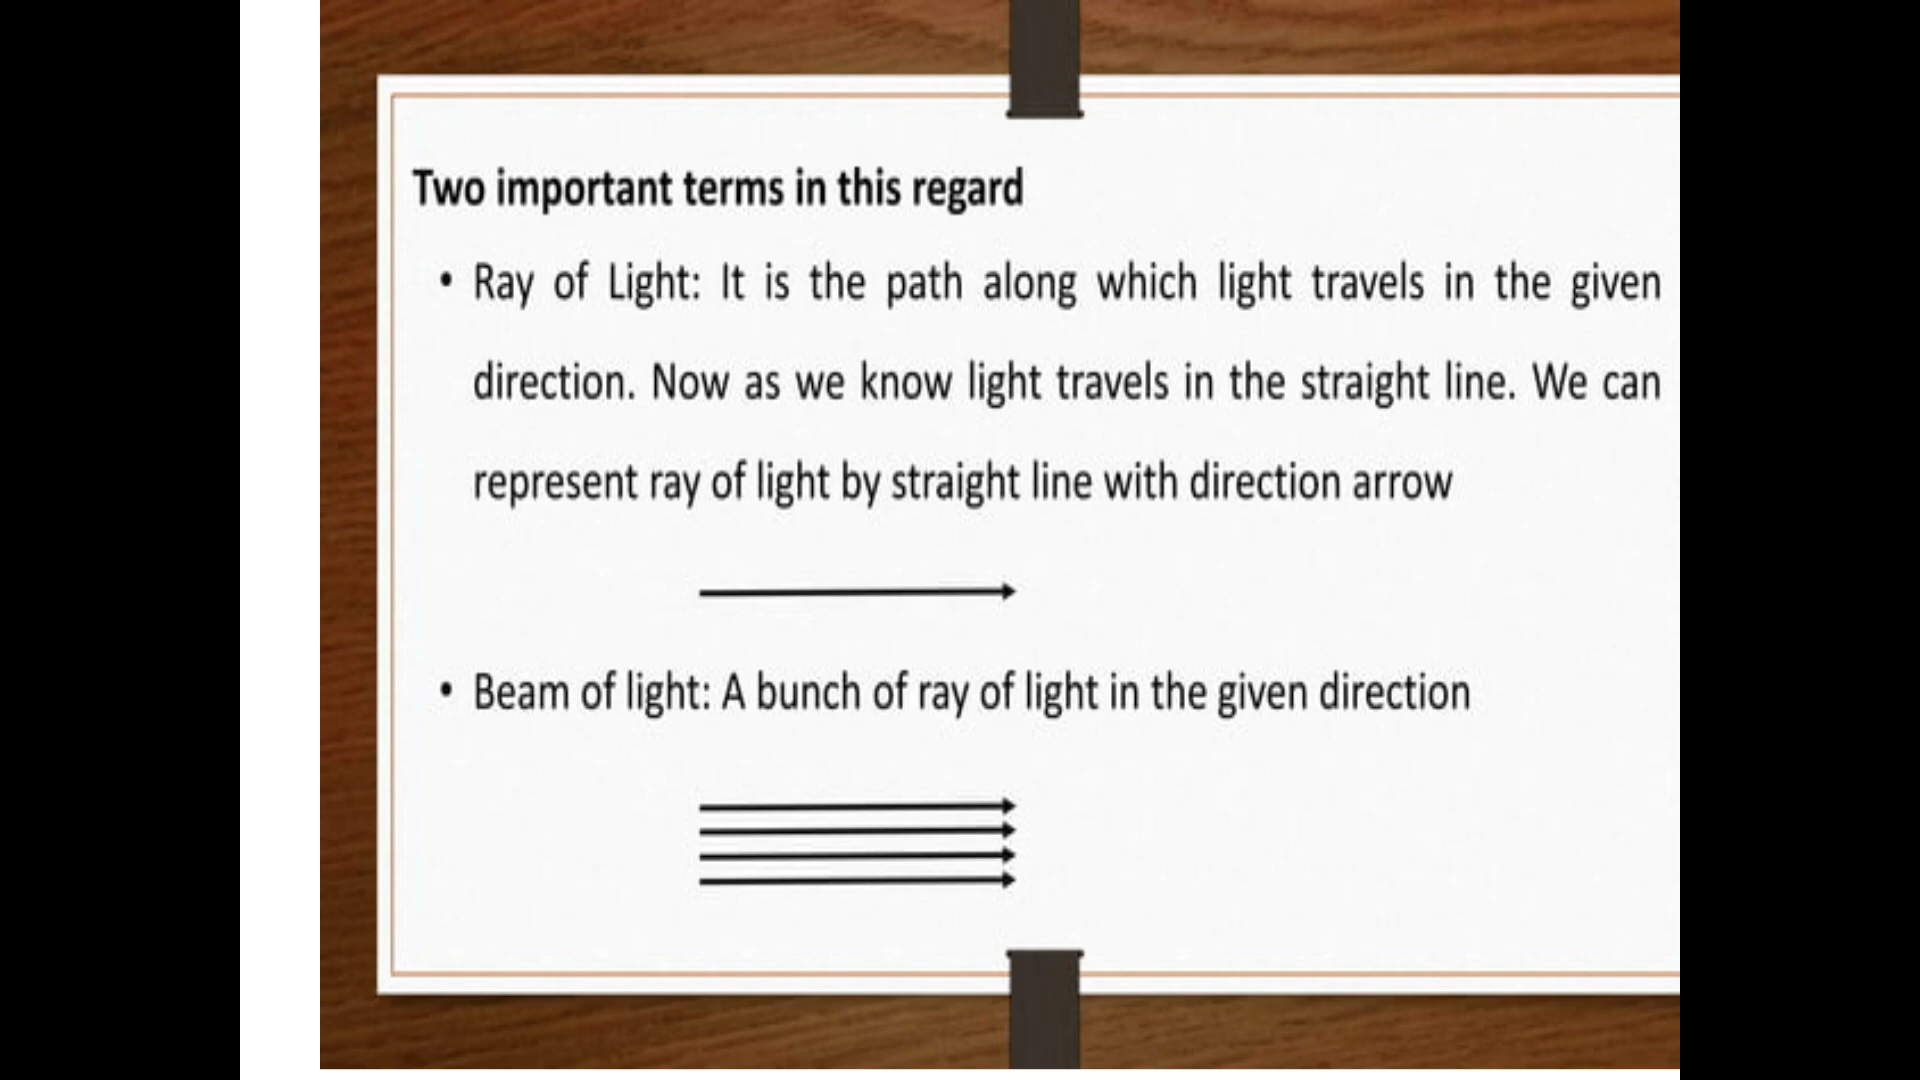 Two important terms in this regard
• Ray of Light: It is the path along which light travels in the given
direction. Now as we know light travels in the straight line. We can
represent ray of light by straight line with direction arrow
• Beam of light: A bunch of ray of light in the given direction